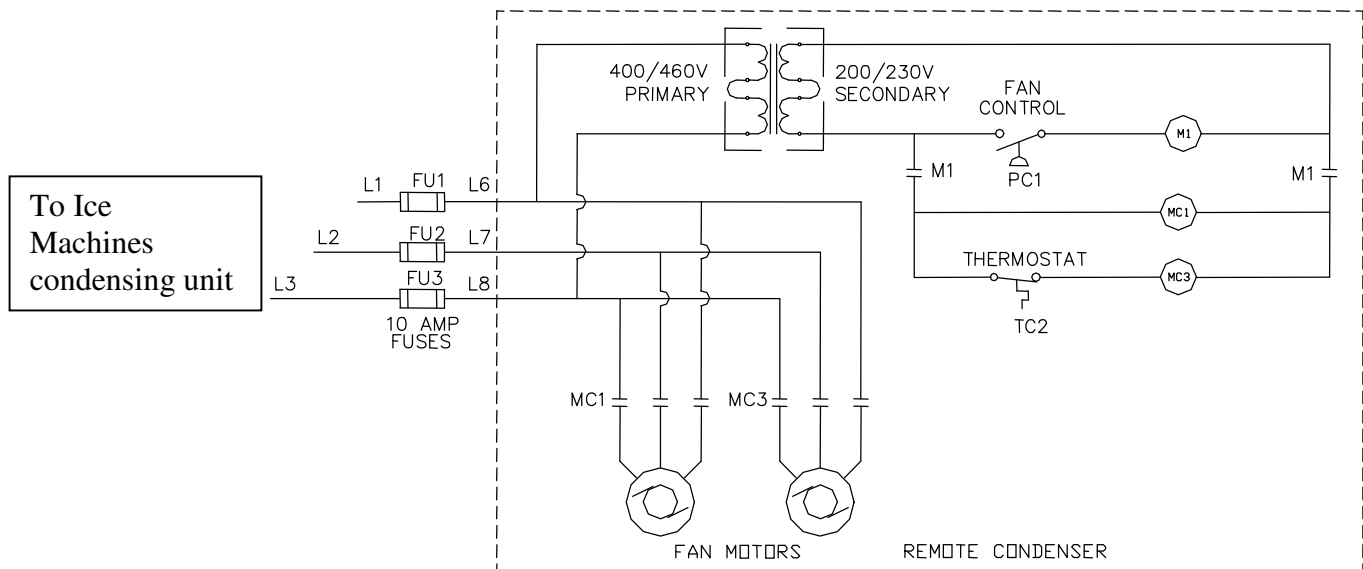 400/460V
PRIMARY
200/230V
SECONDARY
FAN
CONTROL
M1
PC1
M1
M1
To Ice
Machines
condensing unit
L1
FU1
L6
L2
FU2
L7
L3
FU3
L8
10 AMP
FUSES
MC1
THERMOSTAT
MC3
TC2
MC1
MC3
FAN MOTORS
REMOTE CONDENSER